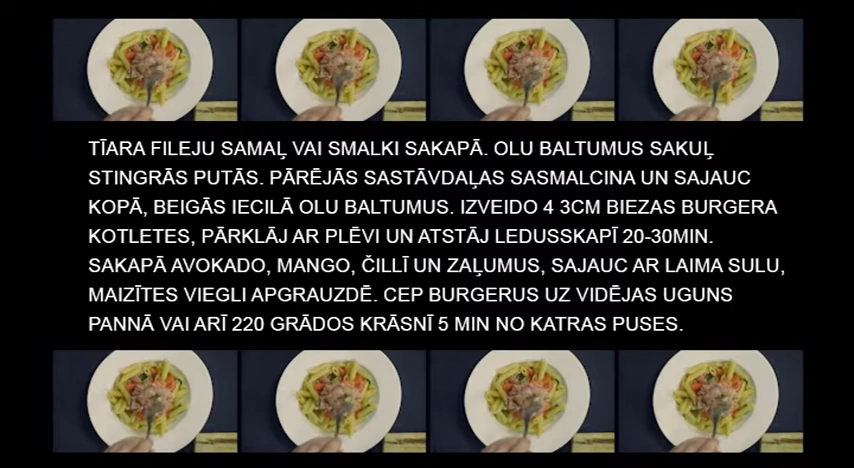 TĪARA FILEJU SAMAĻ VAI SMALKI SAKAPĀ. OLU BALTUMUS SAKUĻ
STINGRĀS PUTĀS. PĀRĒJĀS SASTĀVDAĻAS SASMALCINA UN SAJAUC
KOPĀ, BEIGĀS IECILĀ OLU BALTUMUS. IZVEIDO 4 3CM BIEZAS BURGERA
KOTLETES, PĀRKLĀJ AR PLĒVI UN ATSTĀJ LEDUSSKAPĪ 20-30MIN.
SAKAPĀ AVOKADO, MANGO, ČILLĪ UN ZAĻUMUS, SAJAUC AR LAIMA SULU,
MAIZĪTES VIEGLI APGRAUZDĒ. CEP BURGERUS UZ VIDĒJAS UGUNS
PANNĀ VAI ARĪ 220 GRĀDOS KRĀSNĪ 5 MIN NO KATRAS PUSES.